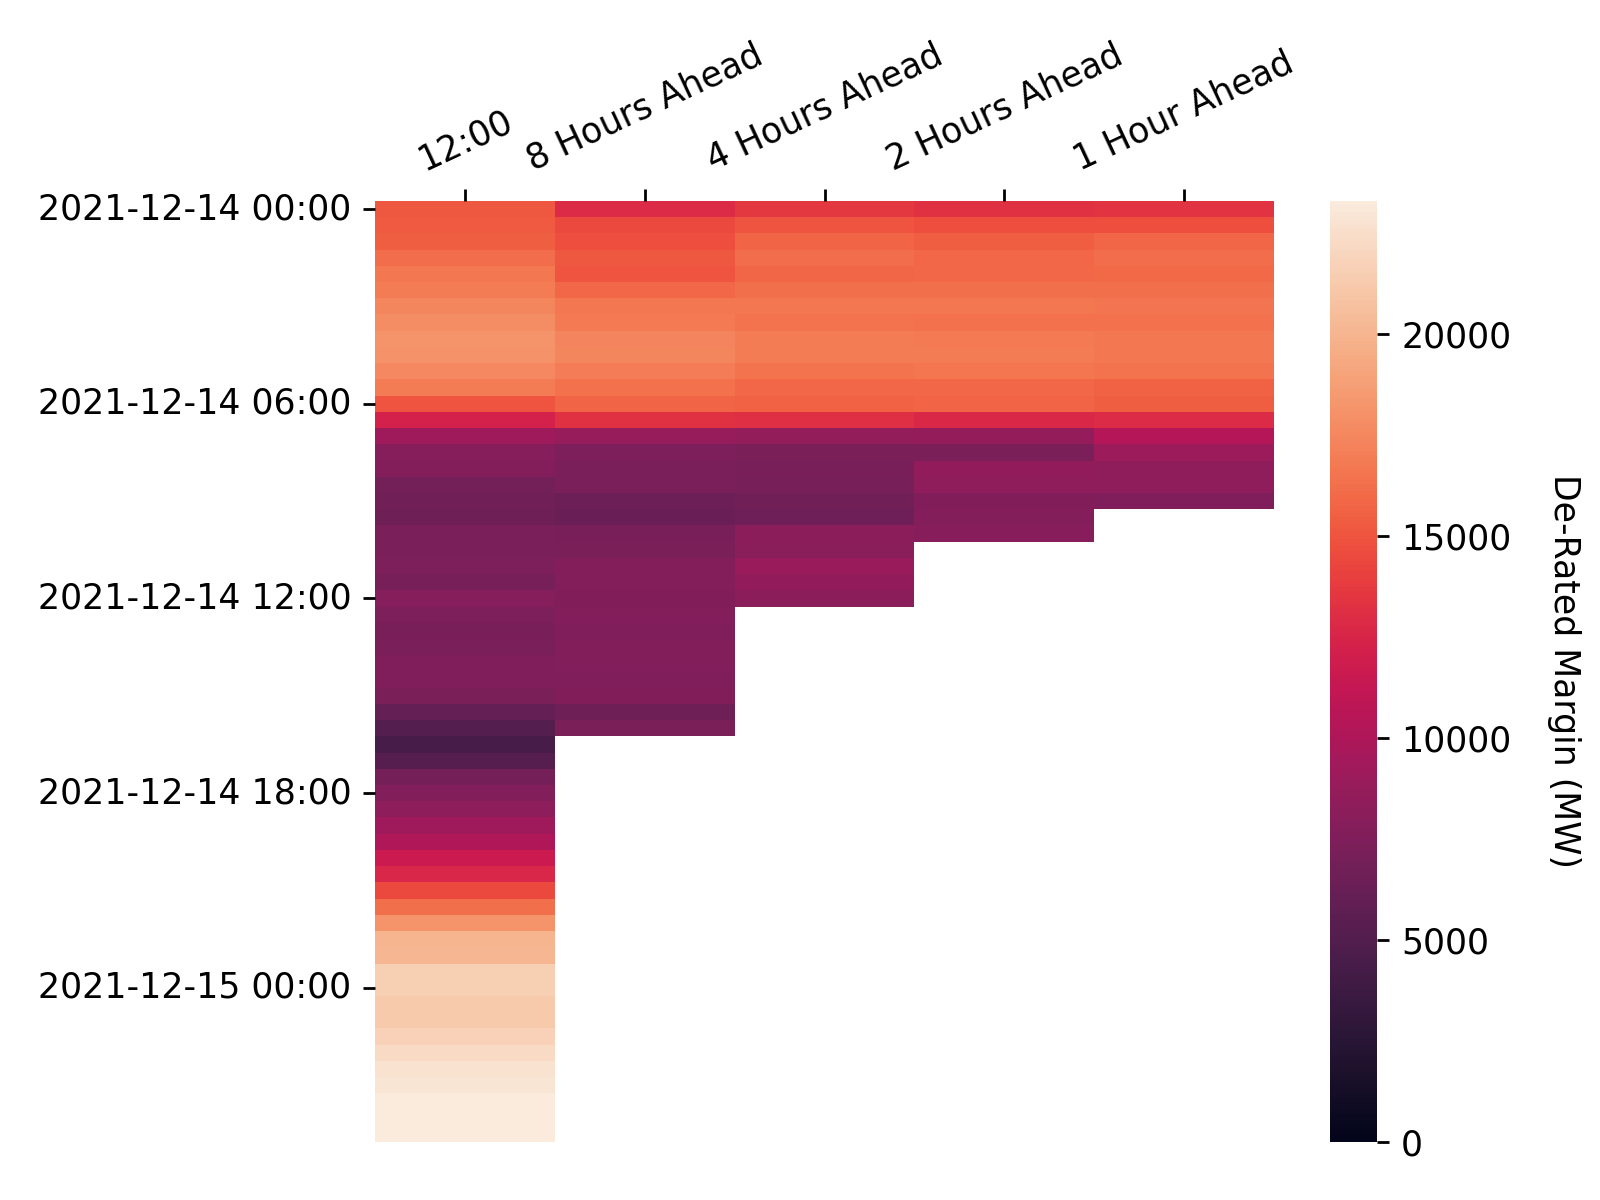 12:00
8 Hours Ahead
4 Hours Ahead
2 Hours Ahead
1 Hour Ahead
2021-12-14 00:00
2021-12-14 06:00
2021-12-14 12:00
2021-12-14 18:00
2021-12-15 00:00
20000
15000
10000
5000
0
De-Rated Margin (MW)